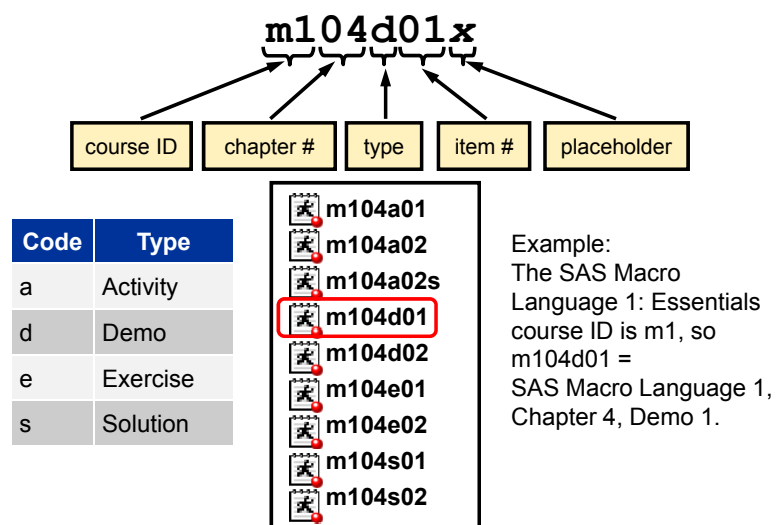 m104d01x
course ID
chapter #
type
item #
placeholder
Code Type
a Activity
d Demo
e Exercise
s Solution
m104a01
m104a02
m104a02s
m104d01
m104d02
m104e01
m104e02
m104s01
m104s02
Example:
The SAS Macro
Language 1: Essentials
course ID is m1, so
m104d01 =
SAS Macro Language 1,
Chapter 4, Demo 1.